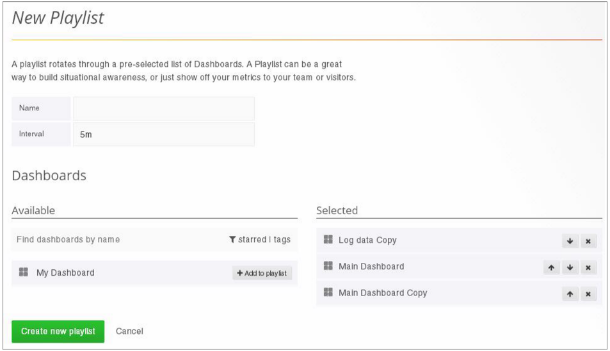 New Playlist
A playlist rotates through a pre-selected list of Dashboards. A Playlist can be a great
way to build situational awareness, or just show off your metrics to your team or visitors.
Name
Interval 5m
Dashboards
Available
Find dashboards by name starred | tags
My Dashboard + Add to playlist
Selected
Log data Copy
Main Dashboard
Main Dashboard Copy
Create new playlist Cancel